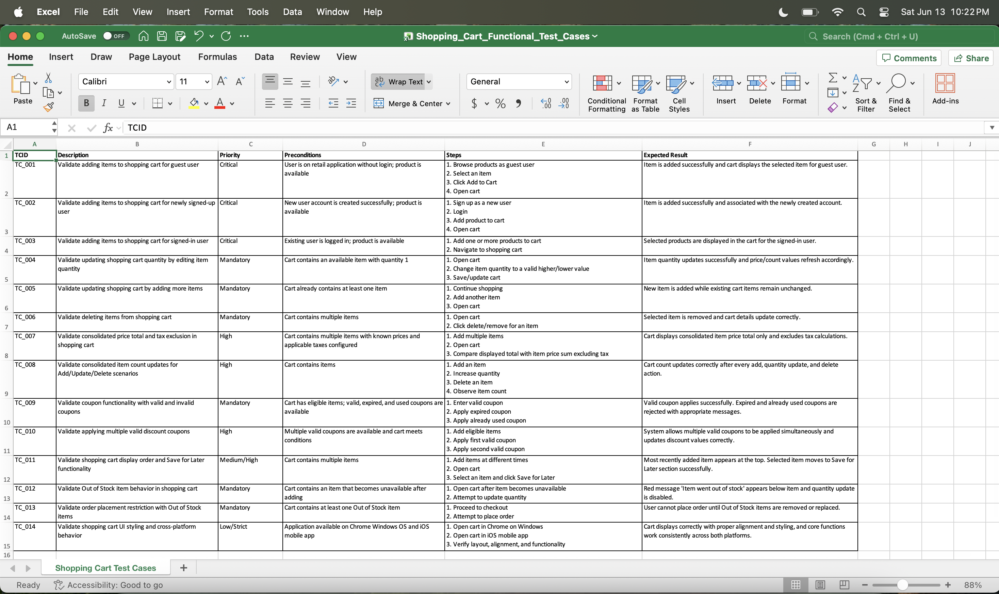 Excel File Edit View Insert Format Tools Data Window Help Sat Jun 13 10:22 PM
AutoSave OFF Shopping_Cart_Functional_Test_Cases Search (Cmd + Ctrl + U)
Home Insert Draw Page Layout Formulas Data Review View Comments Share
Paste
Calibri 11
B I U
ab Wrap Text
Merge & Center
General
$ %
Conditional Formatting
Format as Table
Cell Styles
Insert Delete Format
Sort & Filter
Find & Select
Add-ins
A1 fx TCID
A B C D E F G H I J
1 TCID Description Priority Preconditions Steps Expected Result
TC_001 Validate adding items to shopping cart for guest user Critical User is on retail application without login; product is 1. Browse products as guest user Item is added successfully and cart displays the selected item for guest user.
available 2. Select an item
3. Click Add to Cart
2 4. Open cart
TC_002 Validate adding items to shopping cart for newly signed-up Critical New user account is created successfully; product is 1. Sign up as a new user Item is added successfully and associated with the newly created account.
user available 2. Login
3. Add product to cart
3 4. Open cart
TC_003 Validate adding items to shopping cart for signed-in user Critical Existing user is logged in; product is available 1. Add one or more products to cart Selected products are displayed in the cart for the signed-in user.
4 2. Navigate to shopping cart
TC_004 Validate updating shopping cart quantity by editing item Mandatory Cart contains an available item with quantity 1 1. Open cart Item quantity updates successfully and price/count values refresh accordingly.
quantity 2. Change item quantity to a valid higher/lower value
5 3. Save/update cart
TC_005 Validate updating shopping cart by adding more items Mandatory Cart already contains at least one item 1. Continue shopping New item is added while existing cart items remain unchanged.
2. Add another item
6 3. Open cart
TC_006 Validate deleting items from shopping cart Mandatory Cart contains multiple items 1. Open cart Selected item is removed and cart details update correctly.
7 2. Click delete/remove for an item
TC_007 Validate consolidated price total and tax exclusion in High Cart contains multiple items with known prices and 1. Add multiple items Cart displays consolidated item price total only and excludes tax calculations.
shopping cart applicable taxes configured 2. Open cart
8 3. Compare displayed total with item price sum excluding tax
TC_008 Validate consolidated item count updates for High Cart contains items 1. Add an item Cart count updates correctly after every add, quantity update, and delete
Add/Update/Delete scenarios 2. Increase quantity action.
3. Delete an item
9 4. Observe item count
TC_009 Validate coupon functionality with valid and invalid Mandatory Cart has eligible items; valid, expired, and used coupons are 1. Enter valid coupon Valid coupon applies successfully. Expired and already used coupons are
coupons available 2. Apply expired coupon rejected with appropriate messages.
10 3. Apply already used coupon
TC_010 Validate applying multiple valid discount coupons High Multiple valid coupons are available and cart meets 1. Add eligible items System allows multiple valid coupons to be applied simultaneously and
conditions 2. Apply first valid coupon updates discount values correctly.
11 3. Apply second valid coupon
TC_011 Validate shopping cart display order and Save for Later Medium/High Cart contains multiple items 1. Add items at different times Most recently added item appears at the top. Selected item moves to Save for
functionality 2. Open cart Later section successfully.
12 3. Select an item and click Save for Later
TC_012 Validate Out of Stock item behavior in shopping cart Mandatory Cart contains an item that becomes unavailable after 1. Open cart after item becomes unavailable Red message 'Item went out of stock' appears below item and quantity update
13 adding 2. Attempt to update quantity is disabled.
TC_013 Validate order placement restriction with Out of Stock Mandatory Cart contains at least one Out of Stock item 1. Proceed to checkout User cannot place order until Out of Stock items are removed or replaced.
14 items 2. Attempt to place order
TC_014 Validate shopping cart UI styling and cross-platform Low/Strict Application available on Chrome Windows OS and iOS 1. Open cart in Chrome on Windows Cart displays correctly with proper alignment and styling, and core functions
behavior mobile app 2. Open cart in iOS mobile app work consistently across both platforms.
15 3. Verify layout, alignment, and functionality
16
Shopping Cart Test Cases +
Ready Accessibility: Good to go 88%